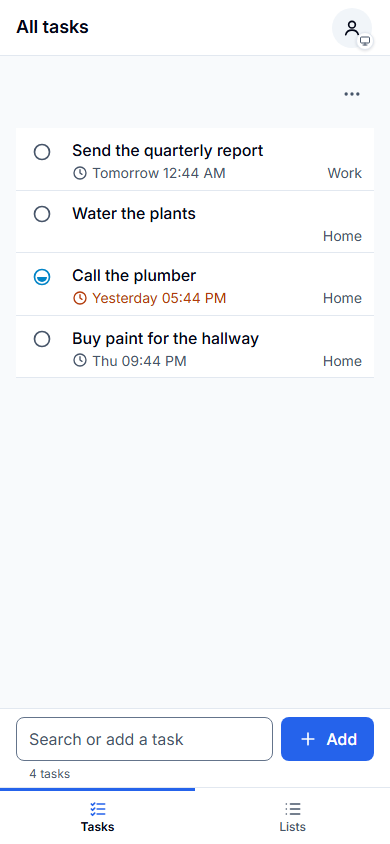 All tasks
Send the quarterly report
Tomorrow 12:44 AM Work
Water the plants
Home
Call the plumber
Yesterday 05:44 PM Home
Buy paint for the hallway
Thu 09:44 PM Home
Search or add a task
Add
4 tasks
Tasks Lists